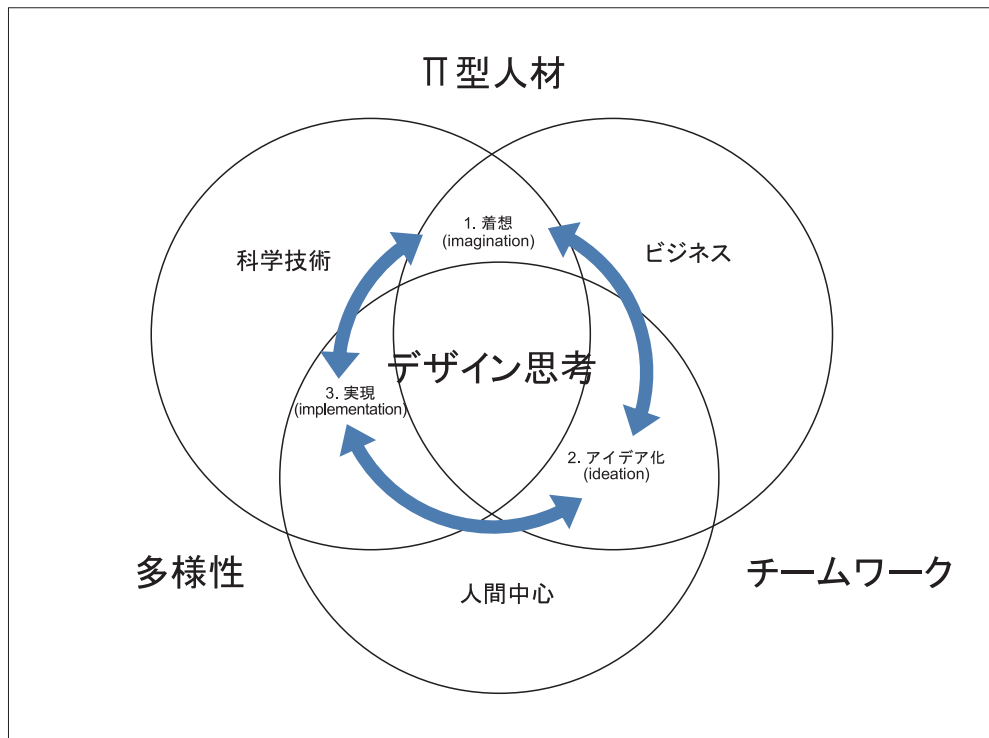 π型人材
1. 着想
(imagination)
科学技術
ビジネス
デザイン思考
3. 実現
(implementation)
2. アイデア化
(ideation)
多様性
チームワーク
人間中心